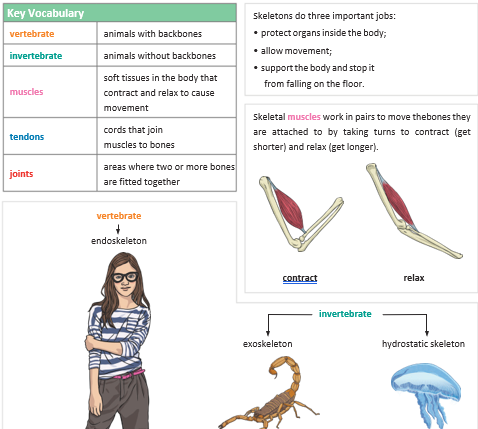 Key Vocabulary
vertebrate
animals with backbones
invertebrate
animals without backbones
muscles
soft tissues in the body that
contract and relax to cause
movement
tendons
cords that join
muscles to bones
joints
areas where two or more bones
are fitted together
Skeletons do three important jobs:
• protect organs inside the body;
• allow movement;
• support the body and stop it
from falling on the floor.
Skeletal muscles work in pairs to move thebones they
are attached to by taking turns to contract (get
shorter) and relax (get longer).
contract
relax
vertebrate
endoskeleton
invertebrate
exoskeleton
hydrostatic skeleton